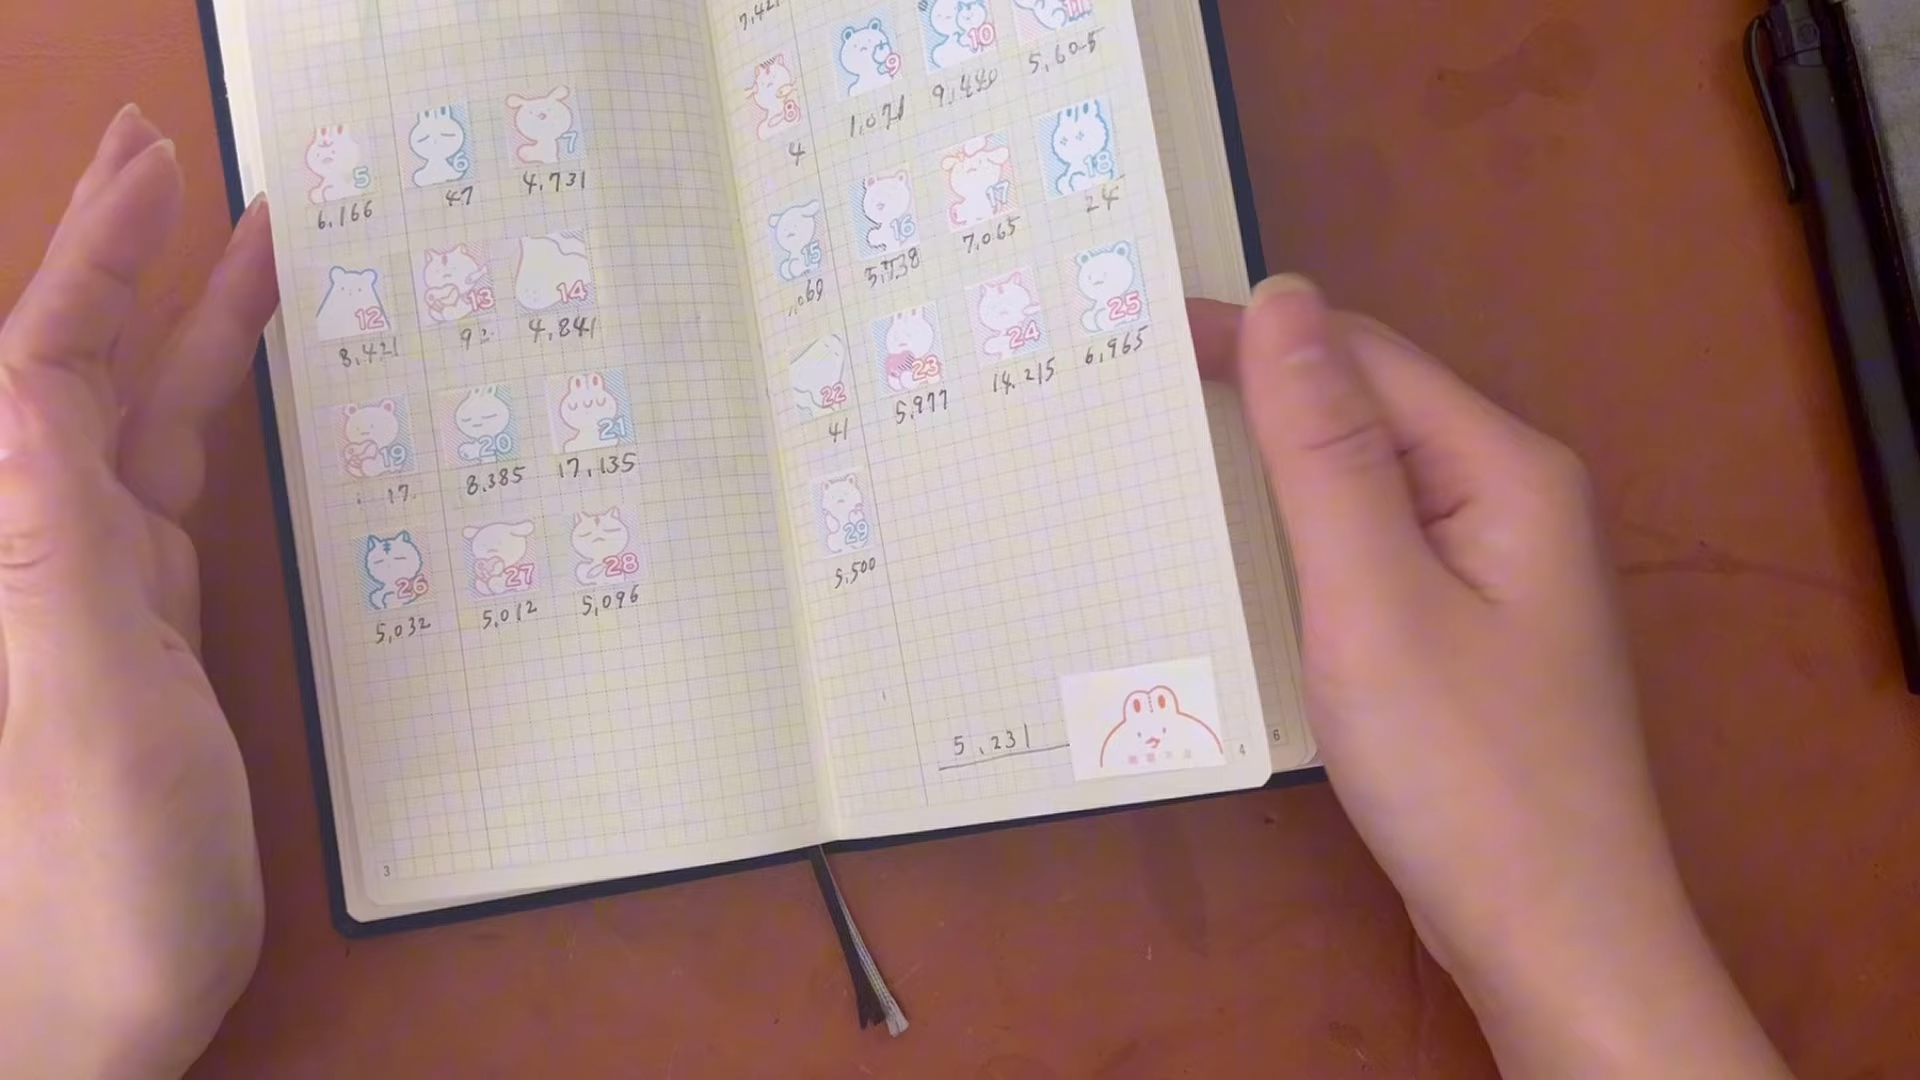 5 6 7
6,166 47 4,731
12 13 14
8,421 4,841
19 20 21
17 8,385 17,135
26 27 28
5,032 5,012 5,096
3
7,421
8 9 10 11
4 1,071 9,440 5,605
15 16 17 18
7,065 24
22 23 24 25
41 5,977 14,215 6,965
29
5,500
5,231
4
6